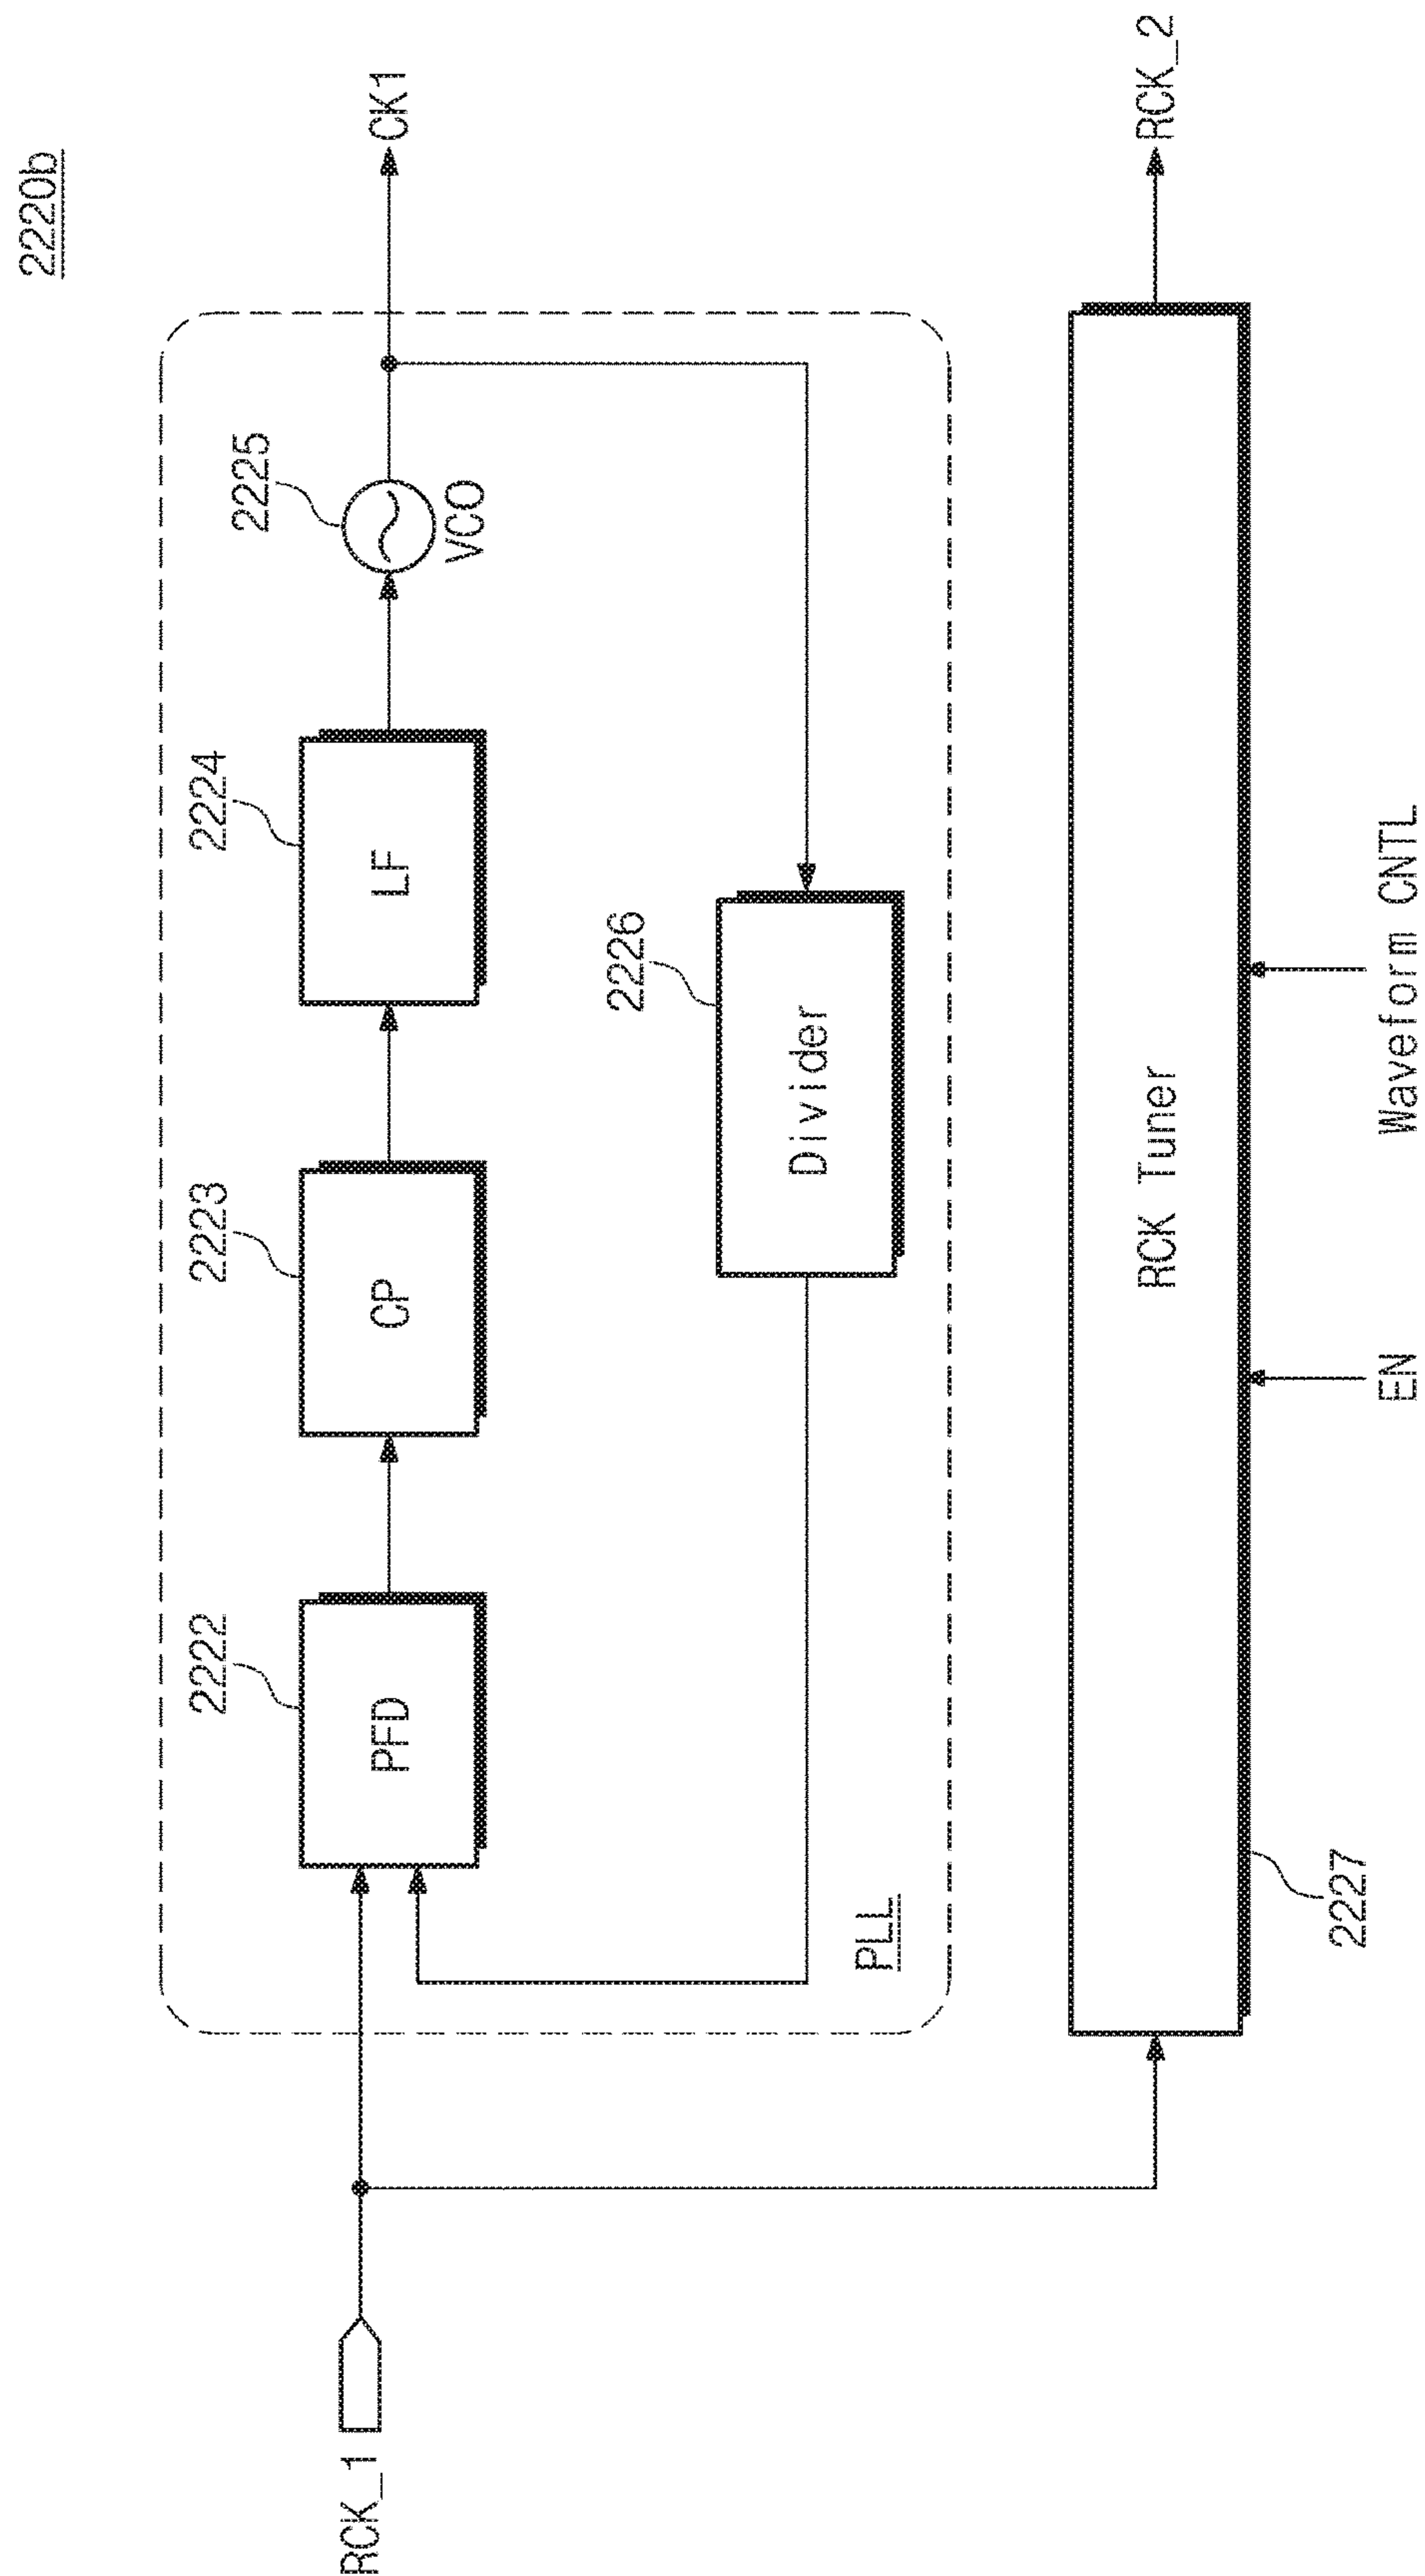 2220b
2222
2223
2224
2225
RCK_1
PFD
CP
LF
VCO
CK1
2226
Divider
PLL
RCK Tuner
RCK_2
2227
EN
Waveform CNTL